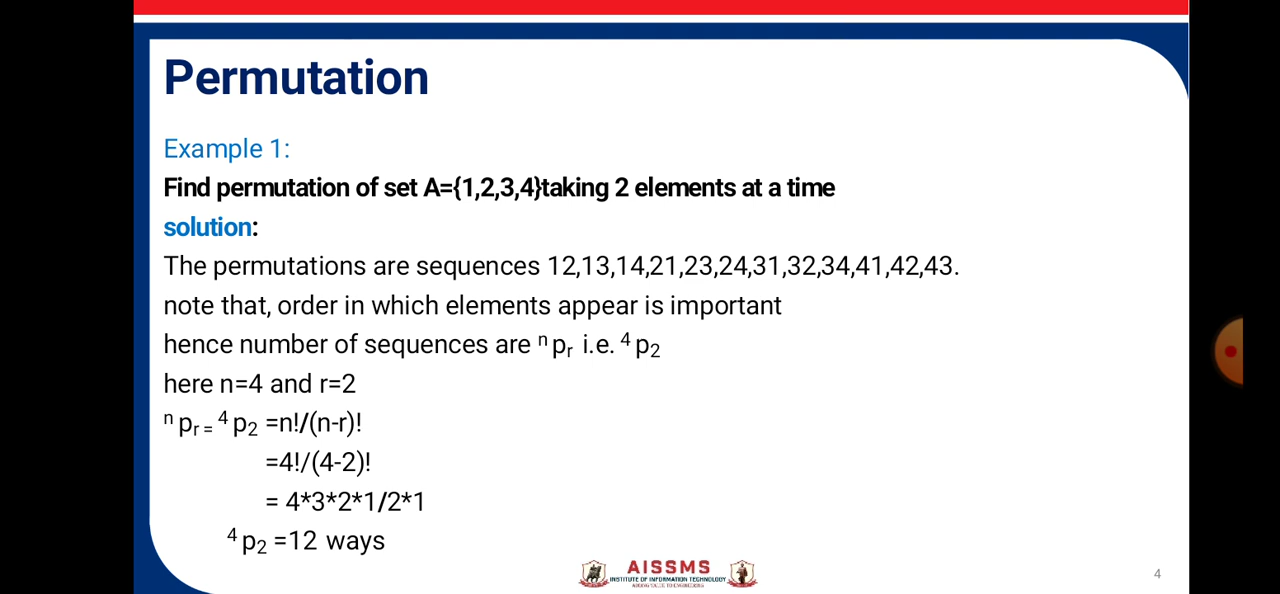 Permutation
Example 1:
Find permutation of set A={1,2,3,4}taking 2 elements at a time
solution:
The permutations are sequences 12,13,14,21,23,24,31,32,34,41,42,43.
note that, order in which elements appear is important
hence number of sequences are ⁿ pᵣ i.e. ⁴ p₂
here n=4 and r=2
ⁿ pᵣ ₌ ⁴ p₂ =n!/(n-r)!
=4!/(4-2)!
= 4*3*2*1/2*1
⁴ p₂ =12 ways
AISSMS
INSTITUTE OF INFORMATION TECHNOLOGY
4